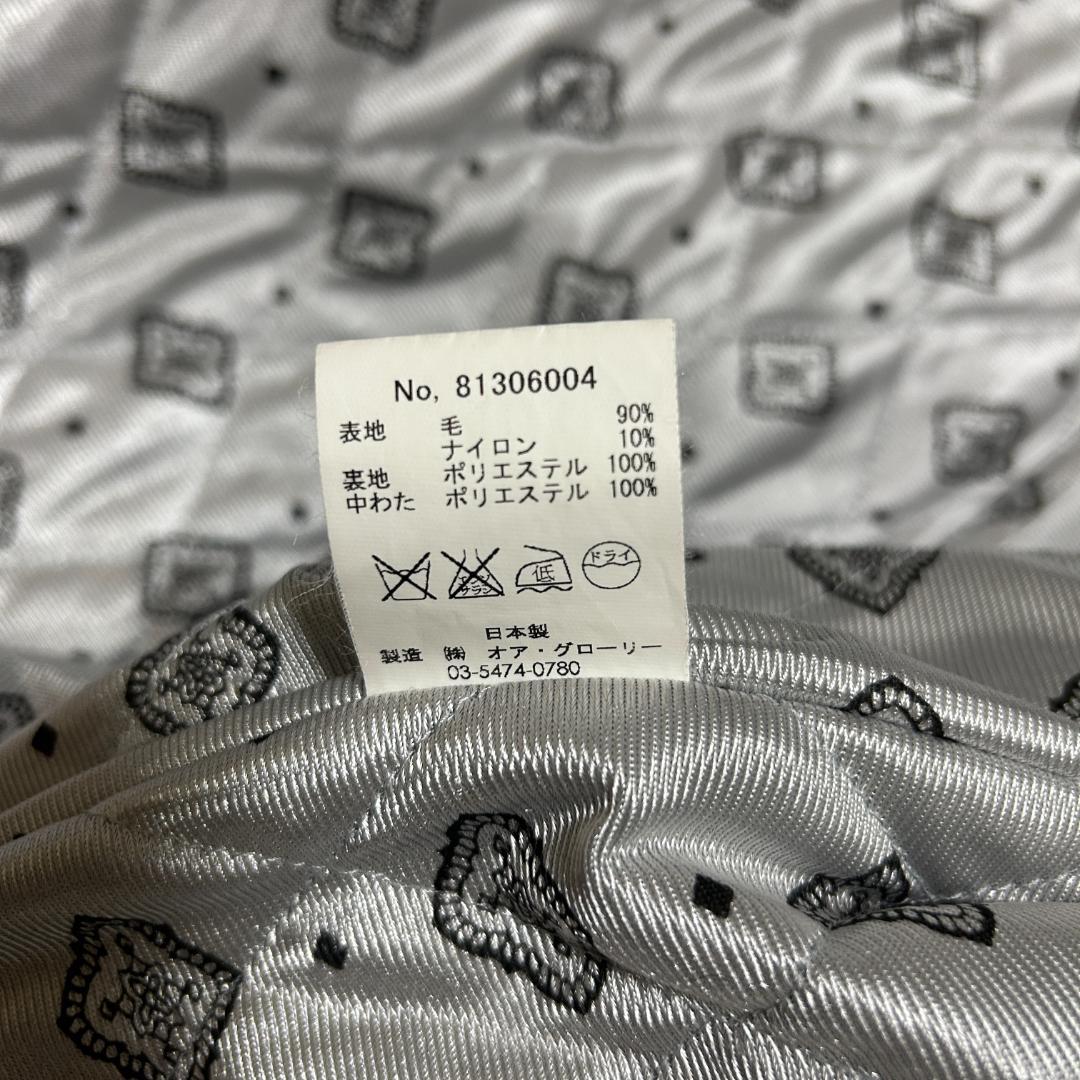 No, 81306004
表地 毛 90%
ナイロン 10%
裏地 ポリエステル 100%
中わた ポリエステル 100%
低 ドライ
日本製
製造 ㈱ オア・グローリー
03-5474-0780